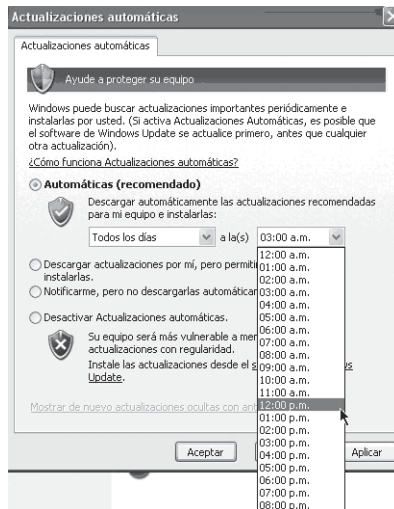 Actualizaciones automáticas
Actualizaciones automáticas
Ayude a proteger su equipo
Windows puede buscar actualizaciones importantes periódicamente e
instalarlas por usted. (Si activa Actualizaciones Automáticas, es posible que
el software de Windows Update se actualice primero, antes que cualquier
otra actualización).
¿Cómo funciona Actualizaciones automáticas?
Automáticas (recomendado)
Descargar automáticamente las actualizaciones recomendadas
para mi equipo e instalarlas:
Todos los días a la(s) 03:00 a.m.
Descargar actualizaciones por mí, pero
instalarlas.
Notificarme, pero no descargarlas
Desactivar Actualizaciones automáticas.
Su equipo será más vulnerable a
actualizaciones con regularidad.
Instale las actualizaciones desde el
Update.
Mostrar de nuevo actualizaciones ocultas con
12:00 a.m.
01:00 a.m.
02:00 a.m.
03:00 a.m.
04:00 a.m.
05:00 a.m.
06:00 a.m.
07:00 a.m.
08:00 a.m.
09:00 a.m.
10:00 a.m.
11:00 a.m.
12:00 p.m.
01:00 p.m.
02:00 p.m.
03:00 p.m.
04:00 p.m.
05:00 p.m.
06:00 p.m.
07:00 p.m.
08:00 p.m.
Aceptar
Aplicar